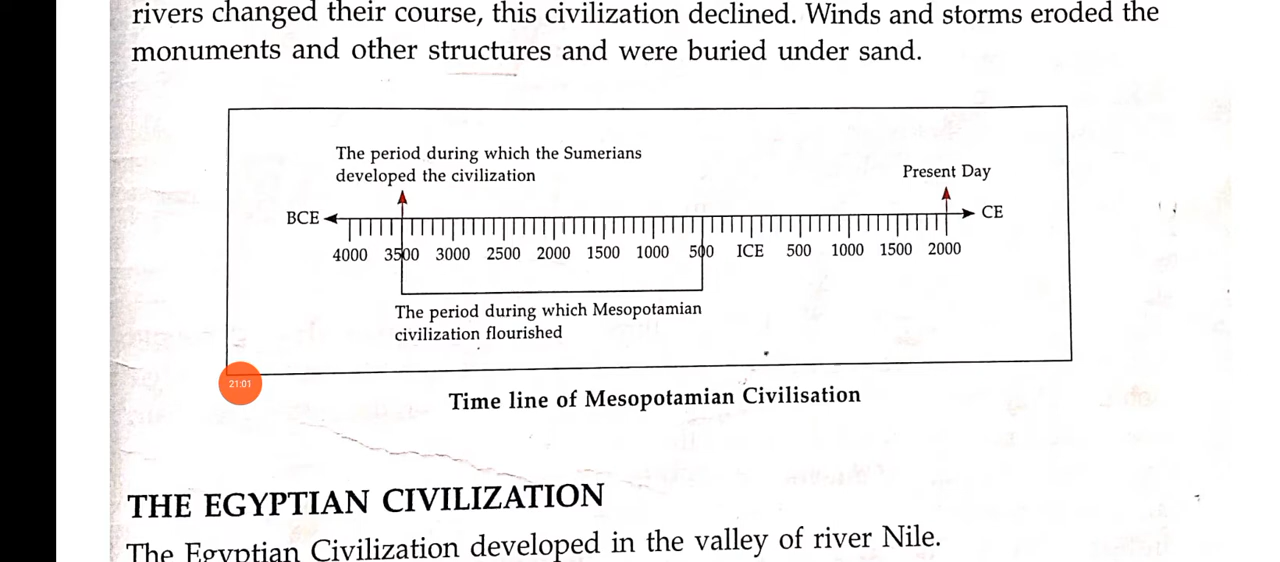 rivers changed their course, this civilization declined. Winds and storms eroded the
monuments and other structures and were buried under sand.
The period during which the Sumerians
developed the civilization
Present Day
BCE
CE
4000 3500 3000 2500 2000 1500 1000 500 ICE 500 1000 1500 2000
The period during which Mesopotamian
civilization flourished
21:01
Time line of Mesopotamian Civilisation
THE EGYPTIAN CIVILIZATION
The Egyptian Civilization developed in the valley of river Nile.